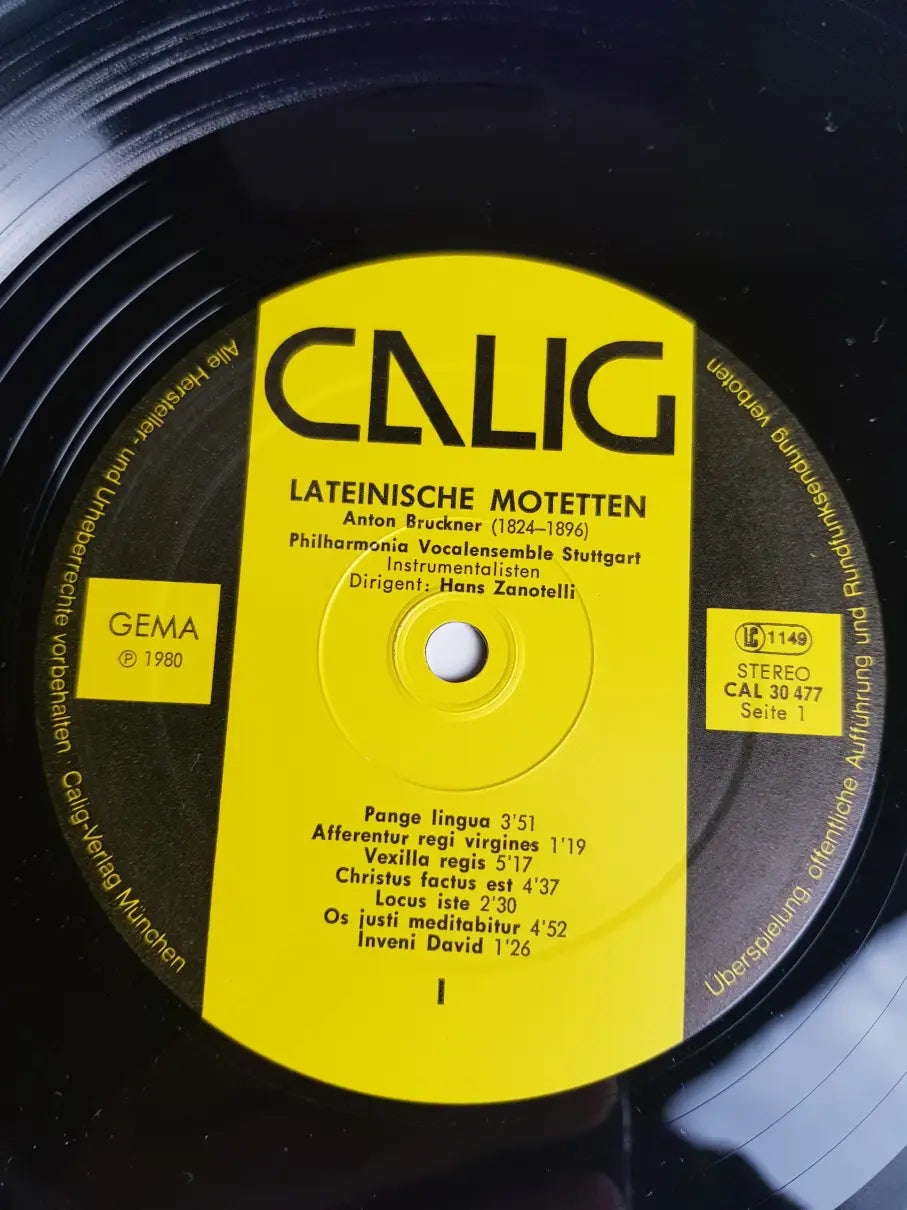 CALIG
LATEINISCHE MOTETTEN
Anton Bruckner (1824–1896)
Philharmonia Vocalensemble Stuttgart
Instrumentalisten
Dirigent: Hans Zanotelli
GEMA
℗ 1980
LC 1149
STEREO
CAL 30 477
Seite 1
Pange lingua 3'51
Afferentur regi virgines 1'19
Vexilla regis 5'17
Christus factus est 4'37
Locus iste 2'30
Os justi meditabitur 4'52
Inveni David 1'26
I
Alle Hersteller- und Urheberrechte vorbehalten · Calig-Verlag München
Überspielung, öffentliche Aufführung und Rundfunksendung verboten